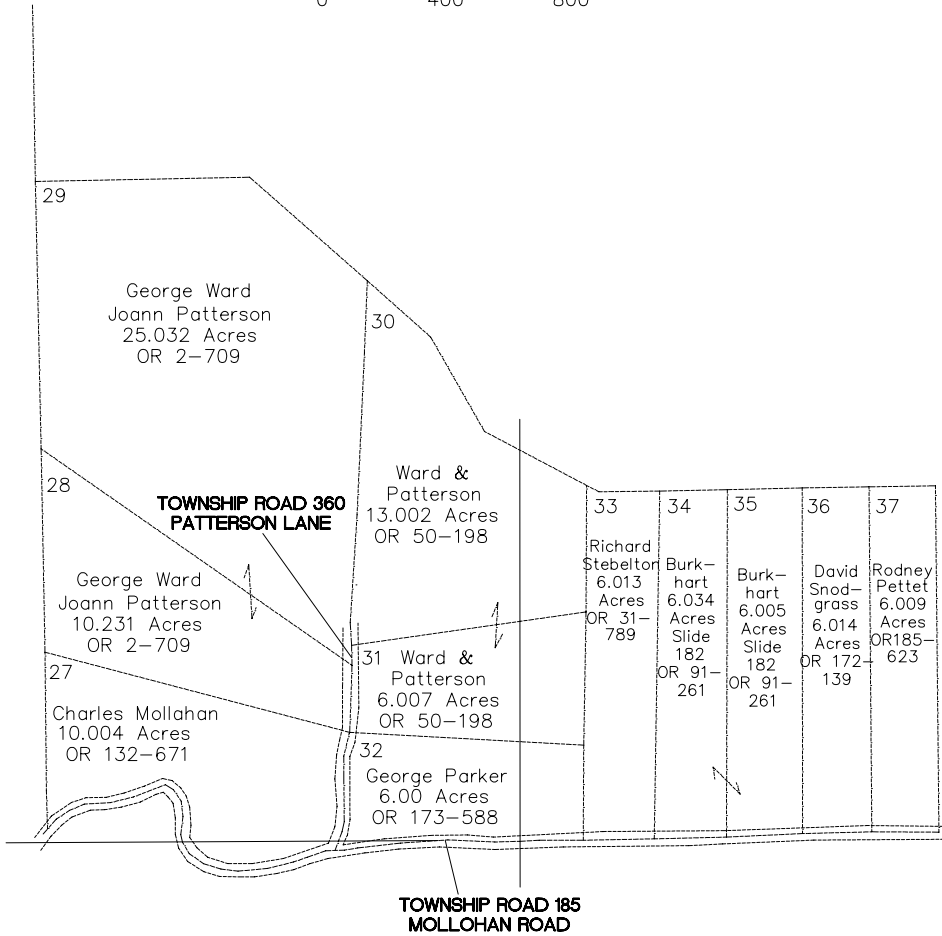 0 400 800
29
George Ward
Joann Patterson
25.032 Acres
OR 2-709
30
Ward &
Patterson
13.002 Acres
OR 50-198
28
TOWNSHIP ROAD 360
PATTERSON LANE
George Ward
Joann Patterson
10.231 Acres
OR 2-709
27
Charles Mollahan
10.004 Acres
OR 132-671
31
Ward &
Patterson
6.007 Acres
OR 50-198
32
George Parker
6.00 Acres
OR 173-588
33
Richard
Stebelton
6.013
Acres
OR 31-
789
34
Burk-
hart
6.034
Acres
Slide
182
OR 91-
261
35
Burk-
hart
6.005
Acres
Slide
182
OR 91-
261
36
David
Snod-
grass
6.014
Acres
OR 172-
139
37
Rodney
Pettet
6.009
Acres
OR185-
623
TOWNSHIP ROAD 185
MOLLOHAN ROAD